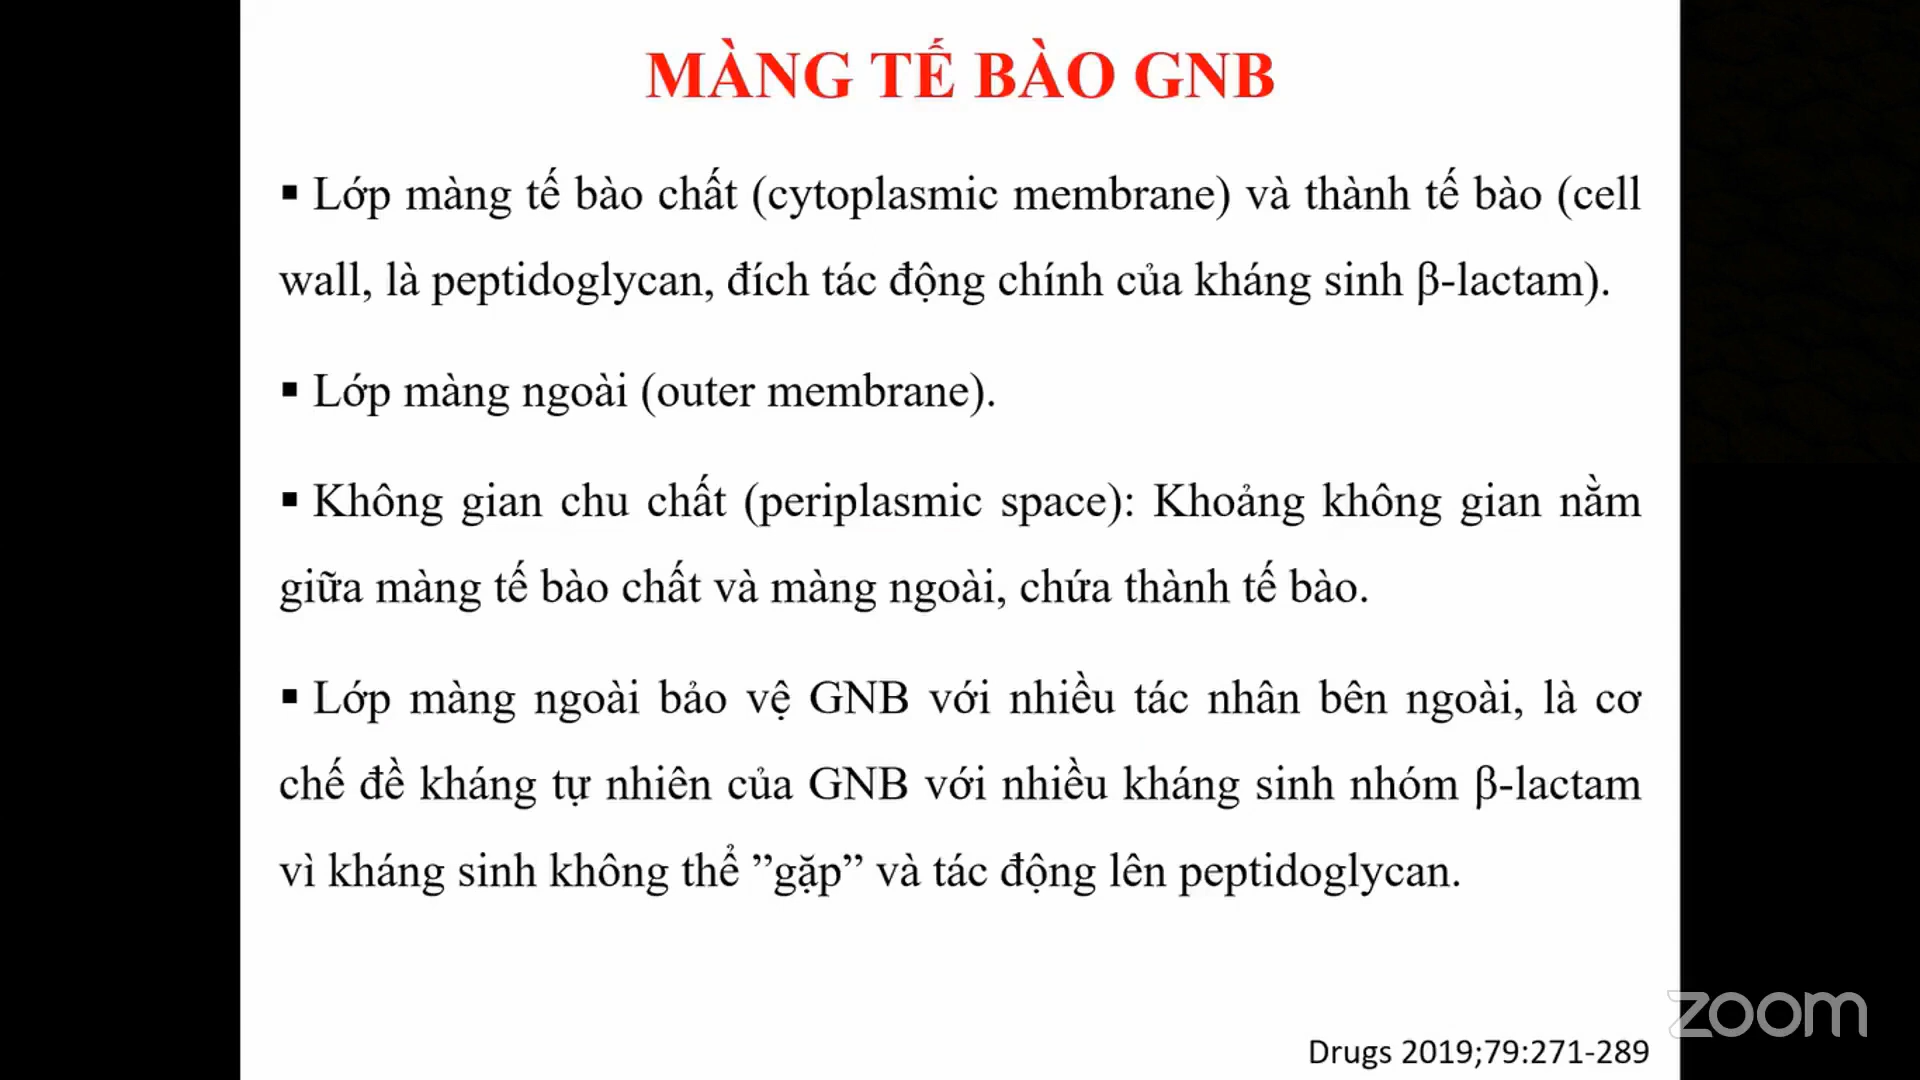 MÀNG TẾ BÀO GNB
▪ Lớp màng tế bào chất (cytoplasmic membrane) và thành tế bào (cell
wall, là peptidoglycan, đích tác động chính của kháng sinh β-lactam).
▪ Lớp màng ngoài (outer membrane).
▪ Không gian chu chất (periplasmic space): Khoảng không gian nằm
giữa màng tế bào chất và màng ngoài, chứa thành tế bào.
▪ Lớp màng ngoài bảo vệ GNB với nhiều tác nhân bên ngoài, là cơ
chế đề kháng tự nhiên của GNB với nhiều kháng sinh nhóm β-lactam
vì kháng sinh không thể ”gặp” và tác động lên peptidoglycan.
zoom
Drugs 2019;79:271-289